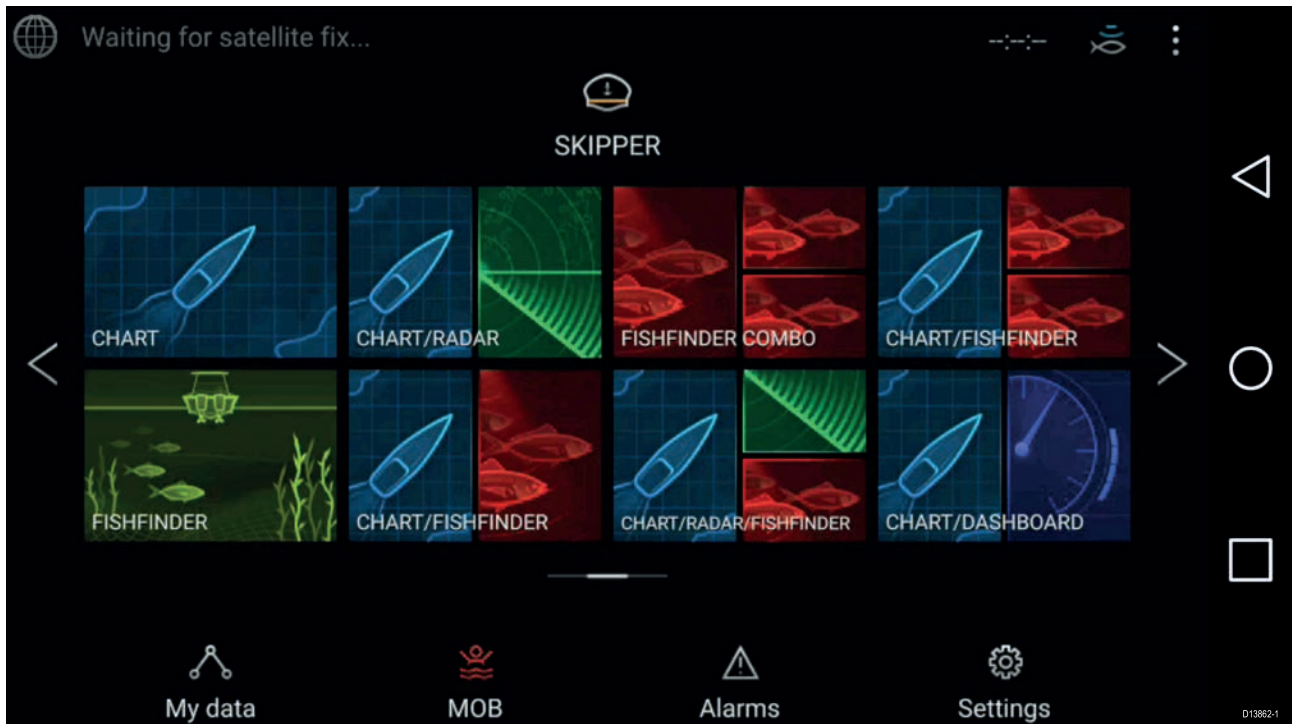 Waiting for satellite fix...
--:--:--
SKIPPER
CHART
CHART/RADAR
FISHFINDER COMBO
CHART/FISHFINDER
FISHFINDER
CHART/FISHFINDER
CHART/RADAR/FISHFINDER
CHART/DASHBOARD
My data
MOB
Alarms
Settings
D13862-1